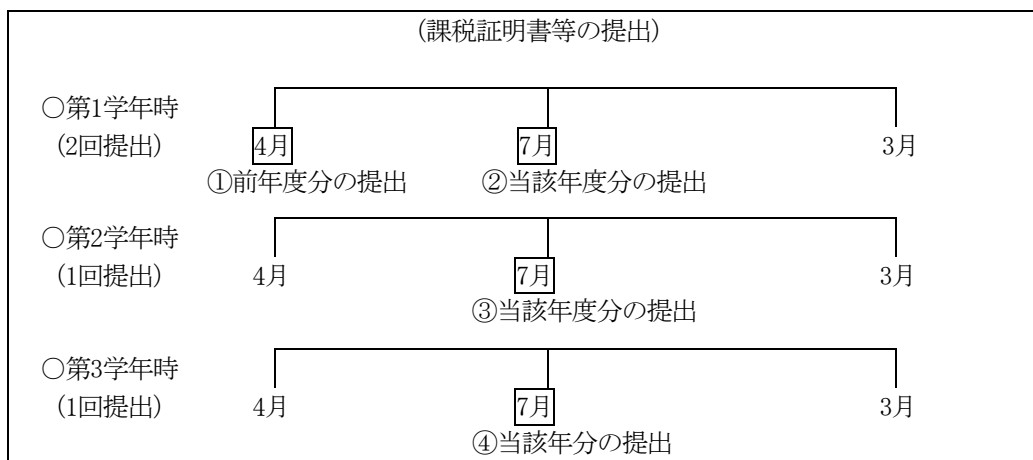 (課税証明書等の提出)
○第1学年時
(2回提出) 4月 7月 3月
①前年度分の提出 ②当該年度分の提出
○第2学年時
(1回提出) 4月 7月 3月
③当該年度分の提出
○第3学年時
(1回提出) 4月 7月 3月
④当該年分の提出